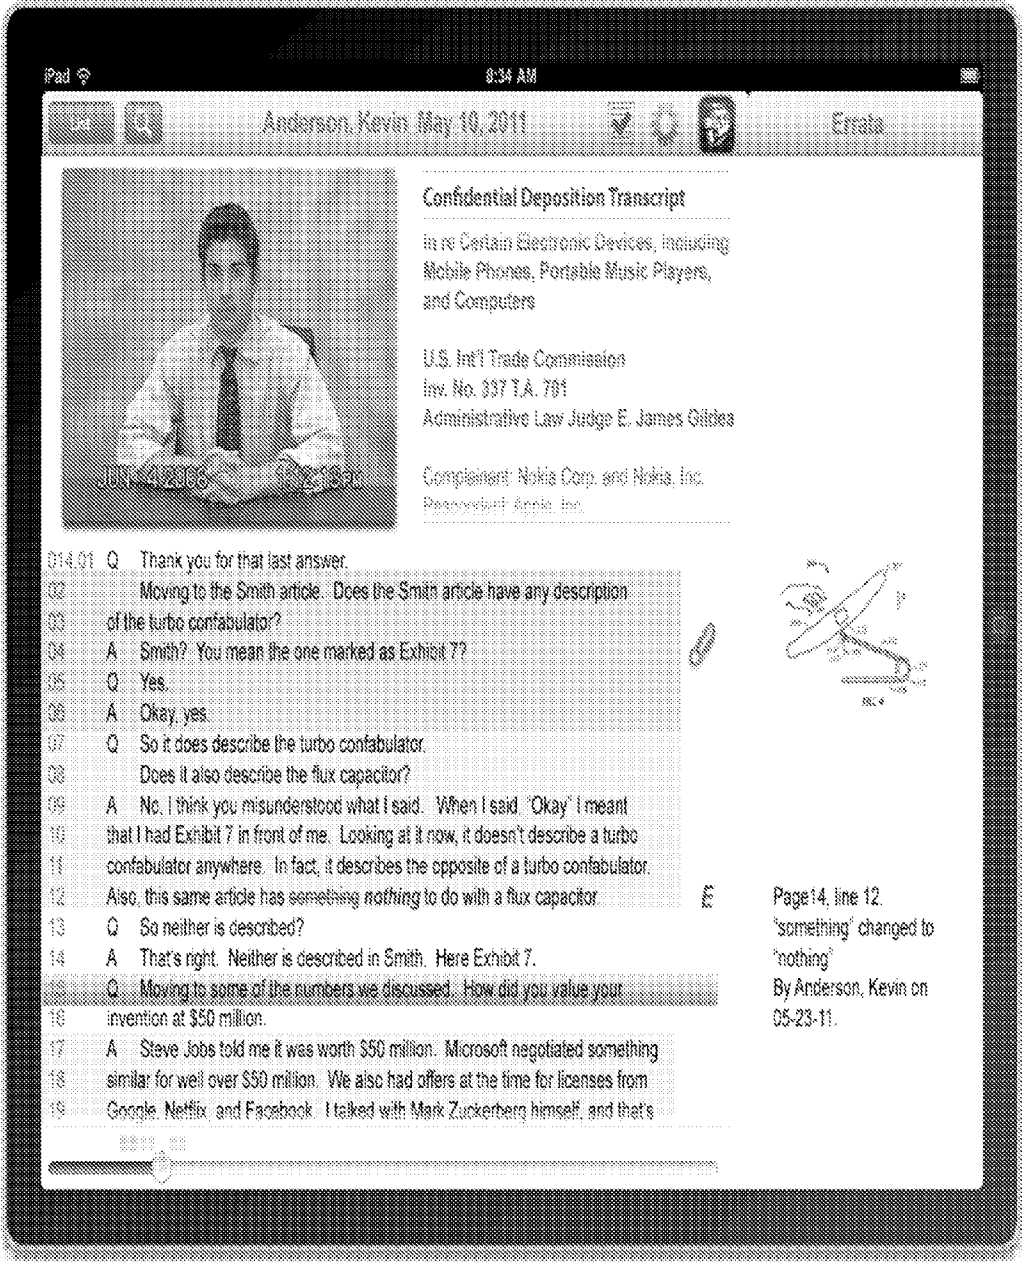 iPad 8:34 AM
Anderson, Kevin May 10, 2011 Errata
Confidential Deposition Transcript
in re Certain Electronic Devices, including
Mobile Phones, Portable Music Players,
and Computers
U.S. Int'l Trade Commission
Inv. No. 337 T.A. 701
Administrative Law Judge E. James Gildea
Complainant: Nokia Corp. and Nokia, Inc.
Respondent: Apple, Inc.
JUN 4 2008
014.01 Q Thank you for that last answer.
02 Moving to the Smith article. Does the Smith article have any description
03 of the turbo confabulator?
04 A Smith? You mean the one marked as Exhibit 7?
05 Q Yes.
06 A Okay, yes.
07 Q So it does describe the turbo confabulator.
08 Does it also describe the flux capacitor?
09 A No, I think you misunderstood what I said. When I said, "Okay" I meant
10 that I had Exhibit 7 in front of me. Looking at it now, it doesn't describe a turbo
11 confabulator anywhere. In fact, it describes the opposite of a turbo confabulator.
12 Also, this same article has something nothing to do with a flux capacitor
13 Q So neither is described?
14 A That's right. Neither is described in Smith. Here Exhibit 7.
15 Q Moving to some of the numbers we discussed. How did you value your
16 invention at $50 million.
17 A Steve Jobs told me it was worth $50 million. Microsoft negotiated something
18 similar for well over $50 million. We also had offers at the time for licenses from
19 Google, Netflix, and Facebook. I talked with Mark Zuckerberg himself, and that's
E
Page14, line 12.
"something" changed to
"nothing"
By Anderson, Kevin on
05-23-11.